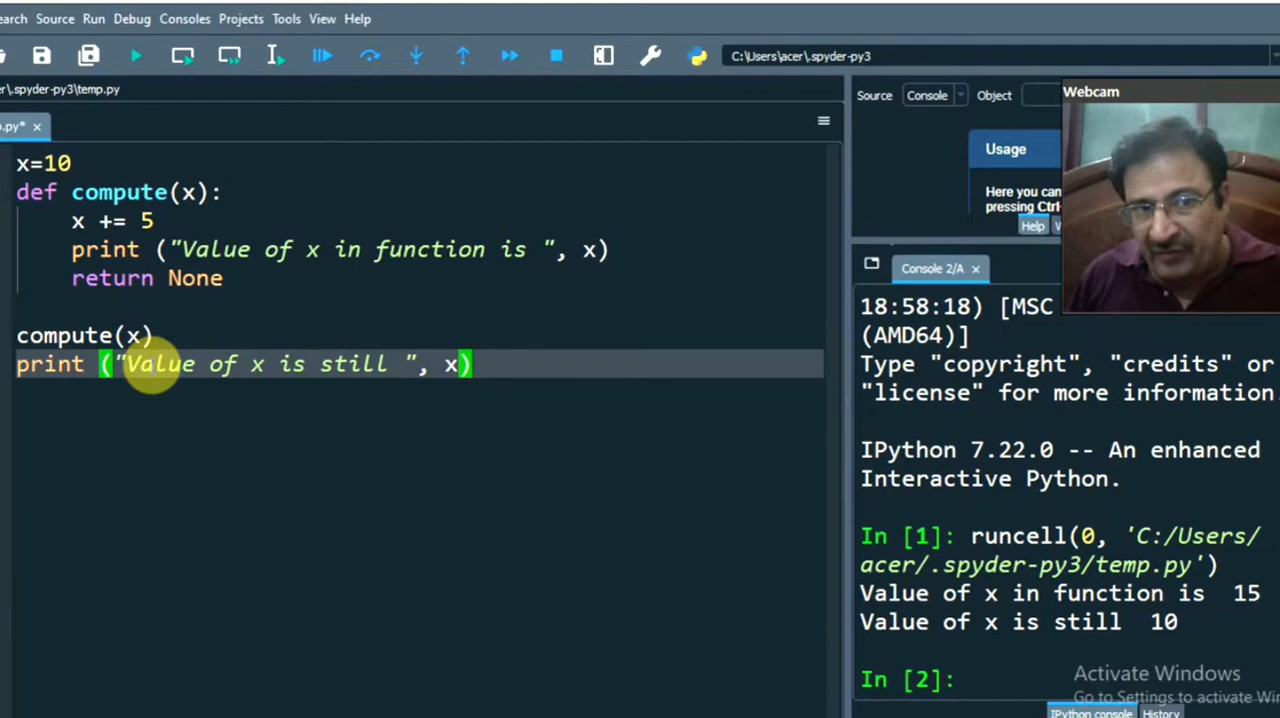 earch Source Run Debug Consoles Projects Tools View Help
C:\Users\acer\.spyder-py3
er\.spyder-py3\temp.py
Source Console Object
Webcam
.py*
Usage
Here you can
pressing Ctrl-
Help
x=10
def compute(x):
x += 5
print ("Value of x in function is ", x)
return None
compute(x)
print ("Value of x is still ", x)
Console 2/A
18:58:18) [MSC
(AMD64)]
Type "copyright", "credits" or
"license" for more information.
IPython 7.22.0 -- An enhanced
Interactive Python.
In [1]: runcell(0, 'C:/Users/
acer/.spyder-py3/temp.py')
Value of x in function is  15
Value of x is still  10
In [2]:
Activate Windows
Go to Settings to activate Win
IPython console History